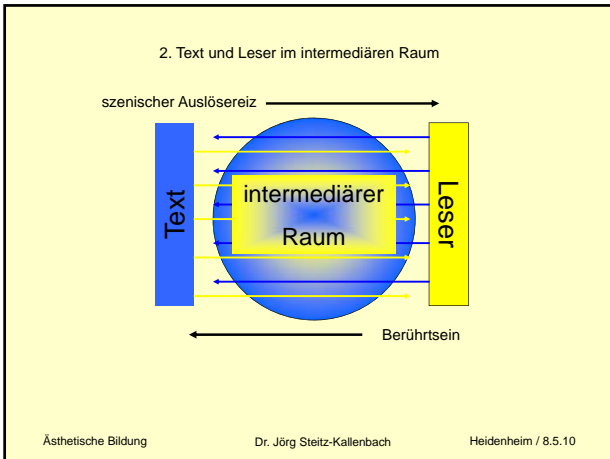 2. Text und Leser im intermediären Raum
szenischer Auslösereiz
Text
intermediärer
Raum
Leser
Berührtsein
Ästhetische Bildung
Dr. Jörg Steitz-Kallenbach
Heidenheim / 8.5.10